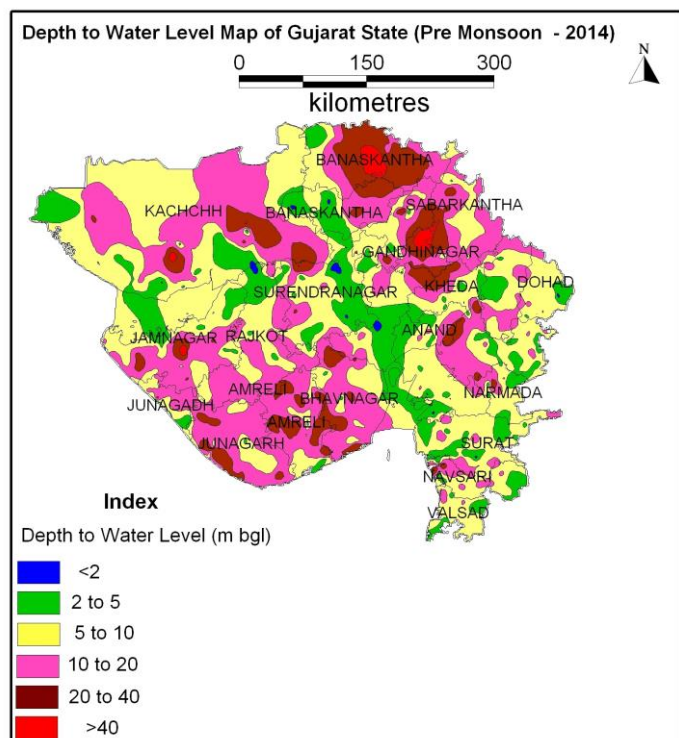 Depth to Water Level Map of Gujarat State (Pre Monsoon - 2014)
N
0 150 300
kilometres
BANASKANTHA
SABARKANTHA
KACHCHH
BANASKANTHA
GANDHINAGAR
DOHAD
KHEDA
SURENDRANAGAR
ANAND
JAMNAGAR
RAJKOT
AMRELI
BHAVNAGAR
NARMADA
JUNAGADH
AMRELI
JUNAGARH
SURAT
NAVSARI
VALSAD
Index
Depth to Water Level (m bgl)
<2
2 to 5
5 to 10
10 to 20
20 to 40
>40